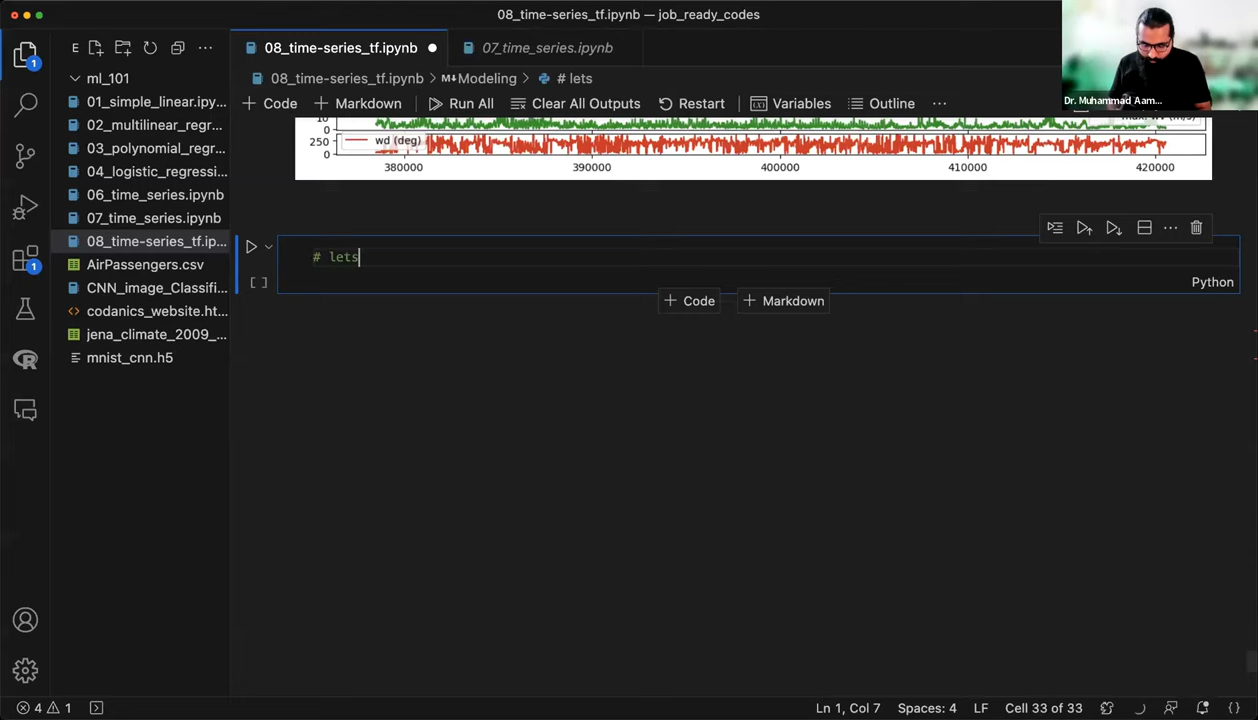 08_time-series_tf.ipynb — job_ready_codes
E
08_time-series_tf.ipynb
07_time_series.ipynb
ml_101
08_time-series_tf.ipynb > M↓Modeling > # lets
01_simple_linear.ipy...
02_multilinear_regr...
03_polynomial_regr...
04_logistic_regressi...
06_time_series.ipynb
07_time_series.ipynb
08_time-series_tf.ip...
AirPassengers.csv
CNN_image_Classifi...
codanics_website.ht...
jena_climate_2009_...
mnist_cnn.h5
1
1
+ Code + Markdown Run All Clear All Outputs Restart Variables Outline ...
Dr. Muhammad Aam...
10
0
max. wv (m/s)
250
0
wd (deg)
380000 390000 400000 410000 420000
# lets
[ ]
Python
+ Code + Markdown
4 1
Ln 1, Col 7 Spaces: 4 LF Cell 33 of 33